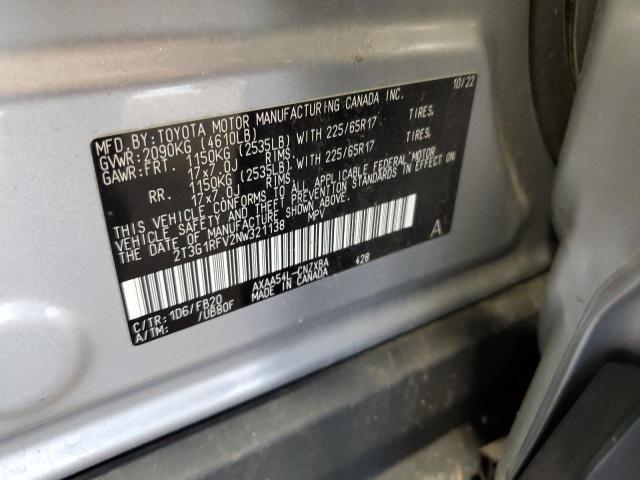 MFD. BY: TOYOTA MOTOR MANUFACTURING CANADA INC. 10/22
GVWR: 2090KG (4610LB)
GAWR: FRT. 1150KG (2535LB) WITH 225/65R17 TIRES,
17x7.0J RIMS,
RR. 1150KG (2535LB) WITH 225/65R17 TIRES,
17x7.0J RIMS,
THIS VEHICLE CONFORMS TO ALL APPLICABLE FEDERAL MOTOR
VEHICLE SAFETY AND THEFT PREVENTION STANDARDS IN EFFECT ON
THE DATE OF MANUFACTURE SHOWN ABOVE.
2T3G1RFV2NW321138 MPV A
C/TR: 1D6/FB20 AXAA54L-CNZXBA 428
A/TM: /UB80F MADE IN CANADA